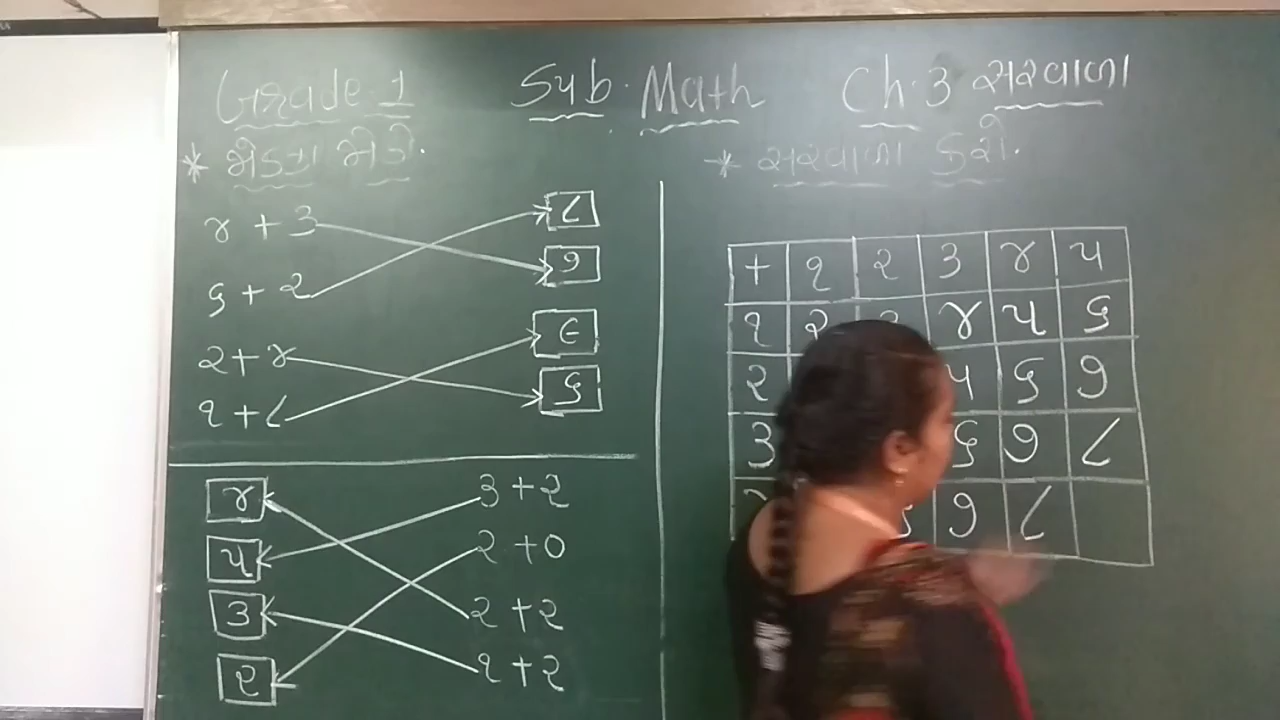 Grade.1 Sub.Math Ch.3 સરવાળા
* જોડકા જોડો.
૪ + ૩ ૮
૬ + ૨ ૭
૨ + ૪ ૯
૧ + ૮ ૬
૪ ૩ + ૨
૫ ૨ + ૦
૩ ૨ + ૨
૨ ૧ + ૨
* સરવાળા કરો.
+ ૧ ૨ ૩ ૪ ૫
૧ ૨ ૪ ૫ ૬
૨ ૫ ૬ ૭
૩ ૬ ૭ ૮
૭ ૮